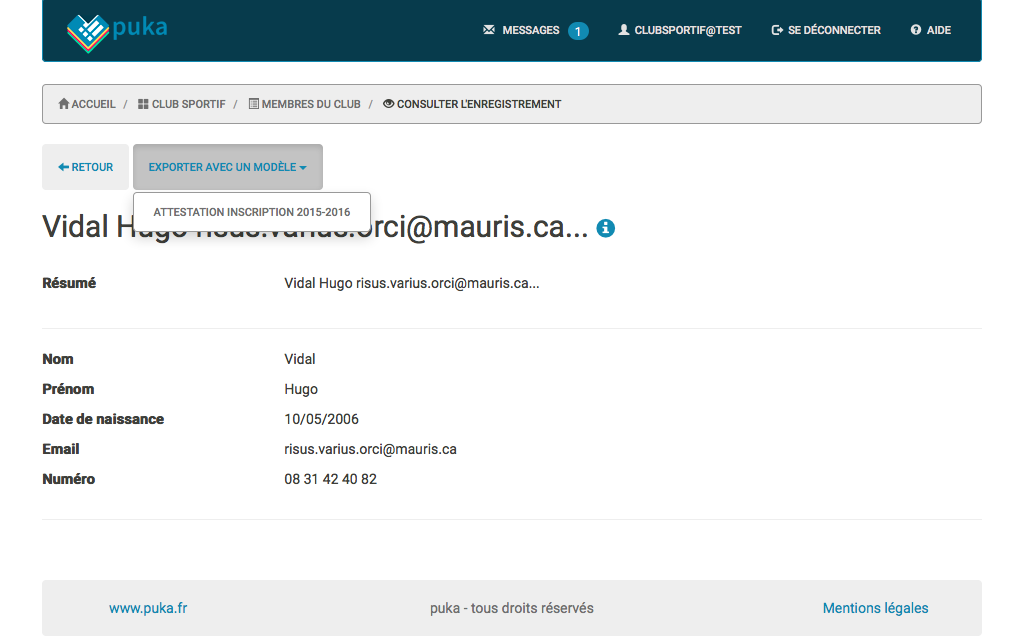 puka
MESSAGES 1 CLUBSPORTIF@TEST SE DÉCONNECTER AIDE
ACCUEIL / CLUB SPORTIF / MEMBRES DU CLUB / CONSULTER L'ENREGISTREMENT
RETOUR EXPORTER AVEC UN MODÈLE
ATTESTATION INSCRIPTION 2015-2016
Vidal Hugo risus.varius.orci@mauris.ca...
Résumé Vidal Hugo risus.varius.orci@mauris.ca...
Nom Vidal
Prénom Hugo
Date de naissance 10/05/2006
Email risus.varius.orci@mauris.ca
Numéro 08 31 42 40 82
www.puka.fr puka - tous droits réservés Mentions légales